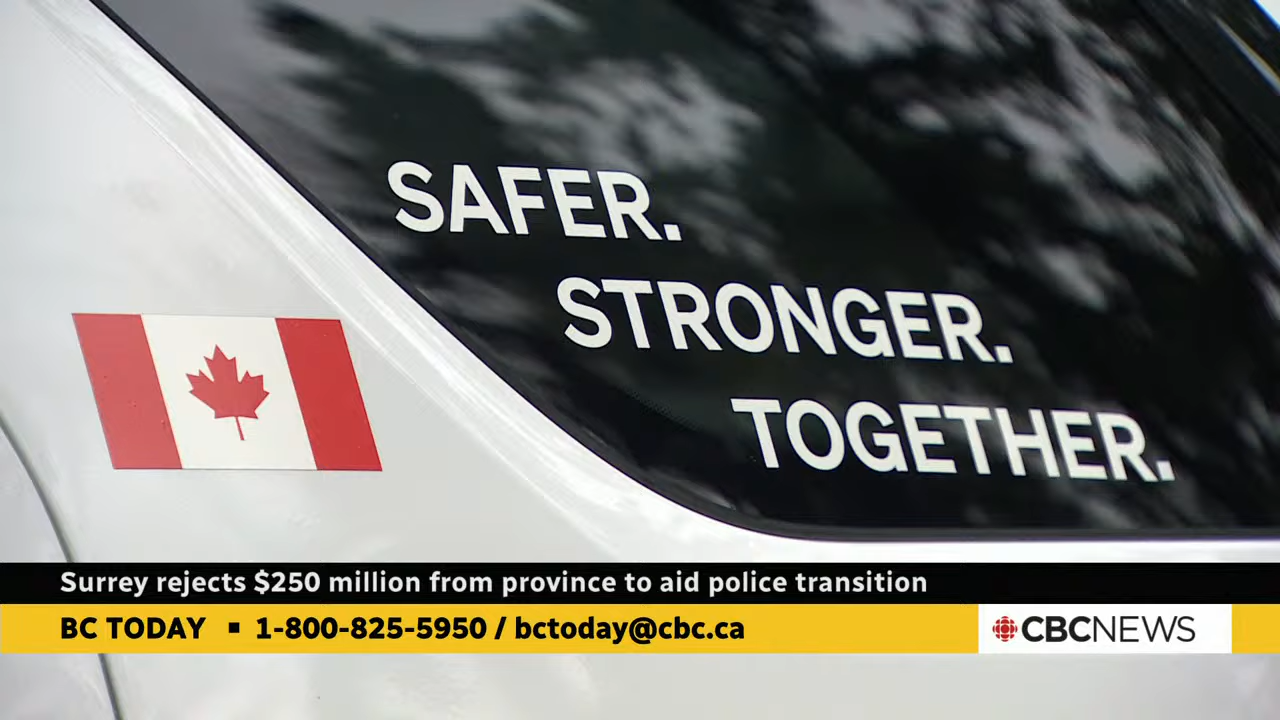 SAFER.
STRONGER.
TOGETHER.
Surrey rejects $250 million from province to aid police transition
BC TODAY ▪ 1-800-825-5950 / bctoday@cbc.ca
CBCNEWS